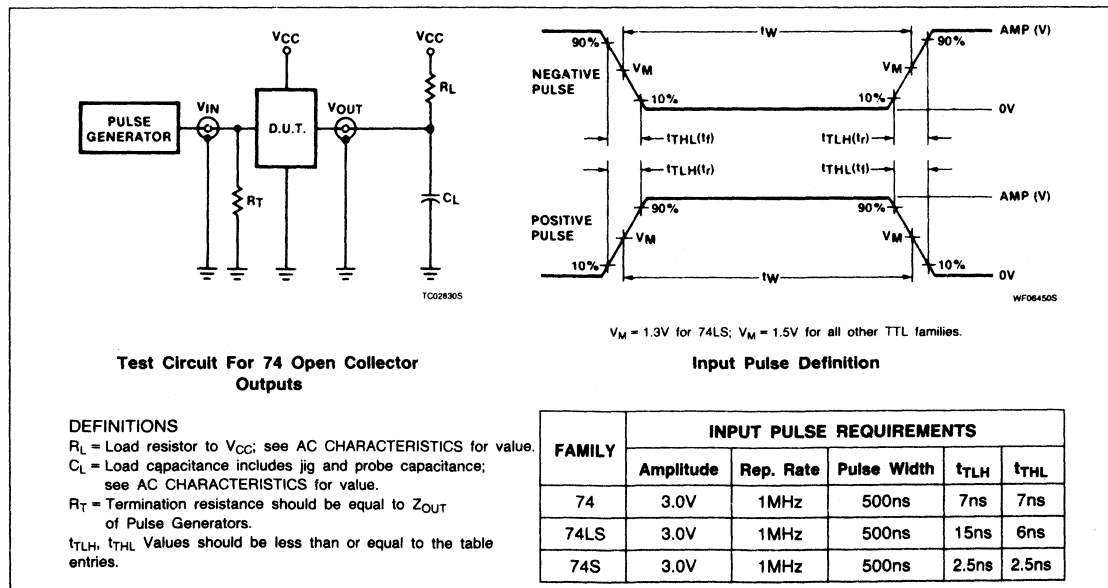 VCC
VCC
RL
PULSE
GENERATOR
VIN
D.U.T.
VOUT
RT
CL
TC02830S
Test Circuit For 74 Open Collector
Outputs
90%
tW
90%
AMP (V)
NEGATIVE
PULSE
VM
VM
10%
10%
0V
tTHL(tf)
tTLH(tr)
tTLH(tr)
tTHL(tf)
AMP (V)
90%
90%
POSITIVE
PULSE
VM
VM
10%
tW
10%
0V
WF06450S
VM = 1.3V for 74LS; VM = 1.5V for all other TTL families.
Input Pulse Definition
DEFINITIONS
RL = Load resistor to VCC; see AC CHARACTERISTICS for value.
CL = Load capacitance includes jig and probe capacitance;
see AC CHARACTERISTICS for value.
RT = Termination resistance should be equal to ZOUT
of Pulse Generators.
tTLH, tTHL Values should be less than or equal to the table
entries.
FAMILY INPUT PULSE REQUIREMENTS
Amplitude Rep. Rate Pulse Width tTLH tTHL
74 3.0V 1MHz 500ns 7ns 7ns
74LS 3.0V 1MHz 500ns 15ns 6ns
74S 3.0V 1MHz 500ns 2.5ns 2.5ns